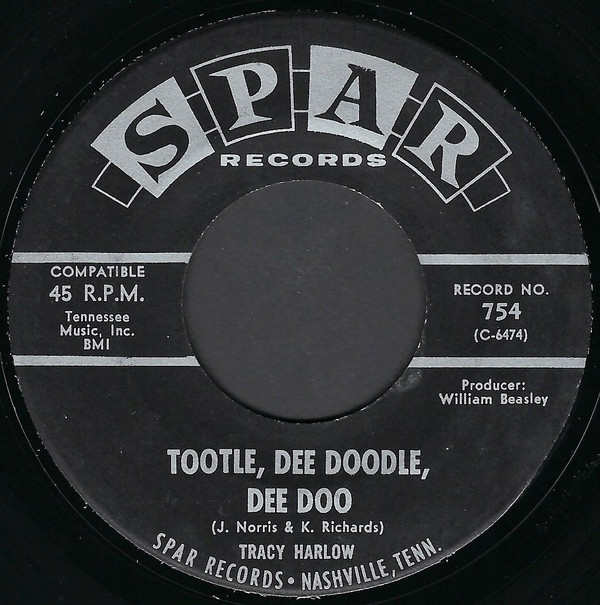 SPAR
RECORDS
COMPATIBLE
45 R.P.M.
Tennessee
Music, Inc.
BMI
RECORD NO.
754
(C-6474)
Producer:
William Beasley
TOOTLE, DEE DOODLE,
DEE DOO
(J. Norris & K. Richards)
TRACY HARLOW
SPAR RECORDS • NASHVILLE, TENN.